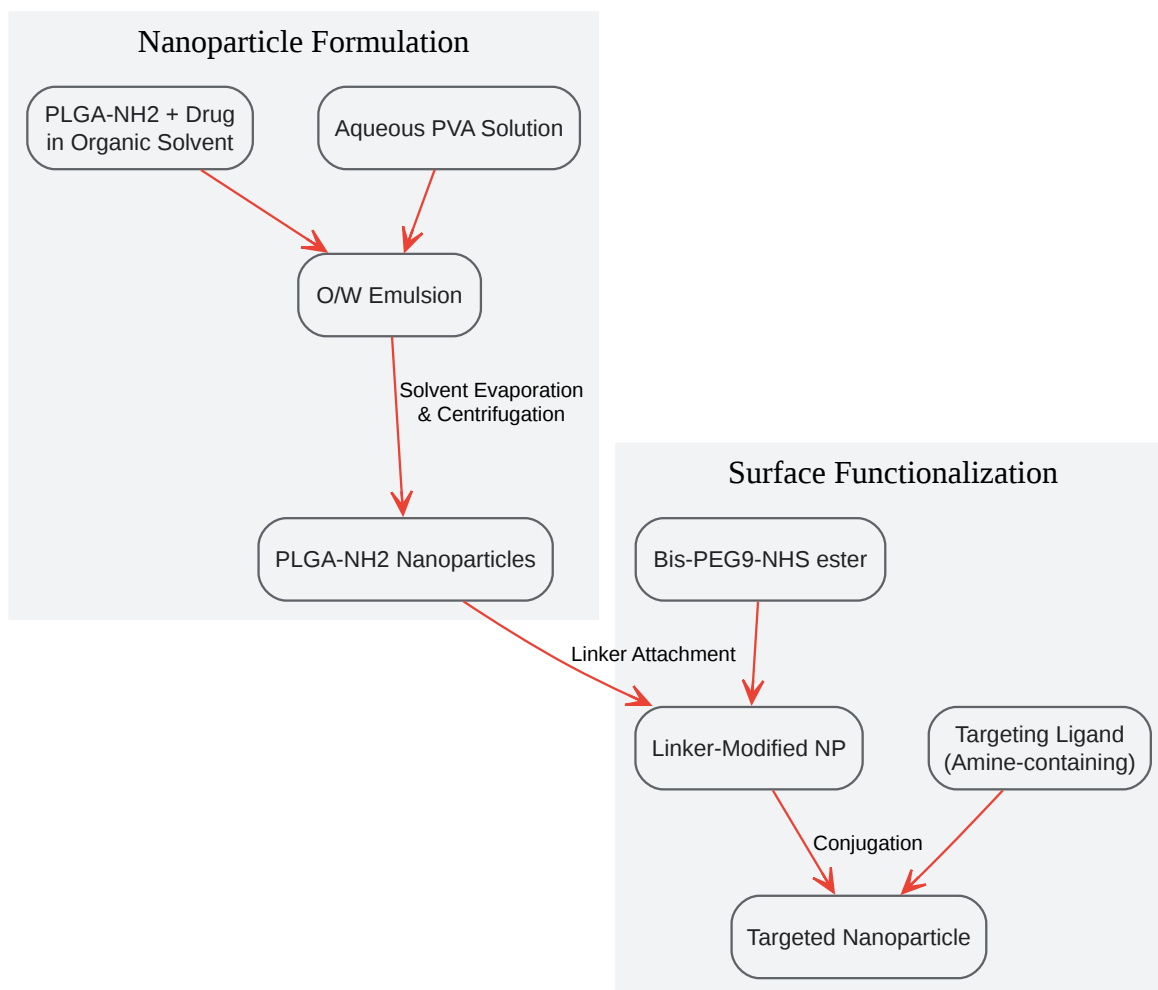 Nanoparticle Formulation
PLGA-NH2 + Drug
in Organic Solvent
Aqueous PVA Solution
O/W Emulsion
Solvent Evaporation
& Centrifugation
PLGA-NH2 Nanoparticles
Surface Functionalization
Bis-PEG9-NHS ester
Linker Attachment
Linker-Modified NP
Targeting Ligand
(Amine-containing)
Conjugation
Targeted Nanoparticle